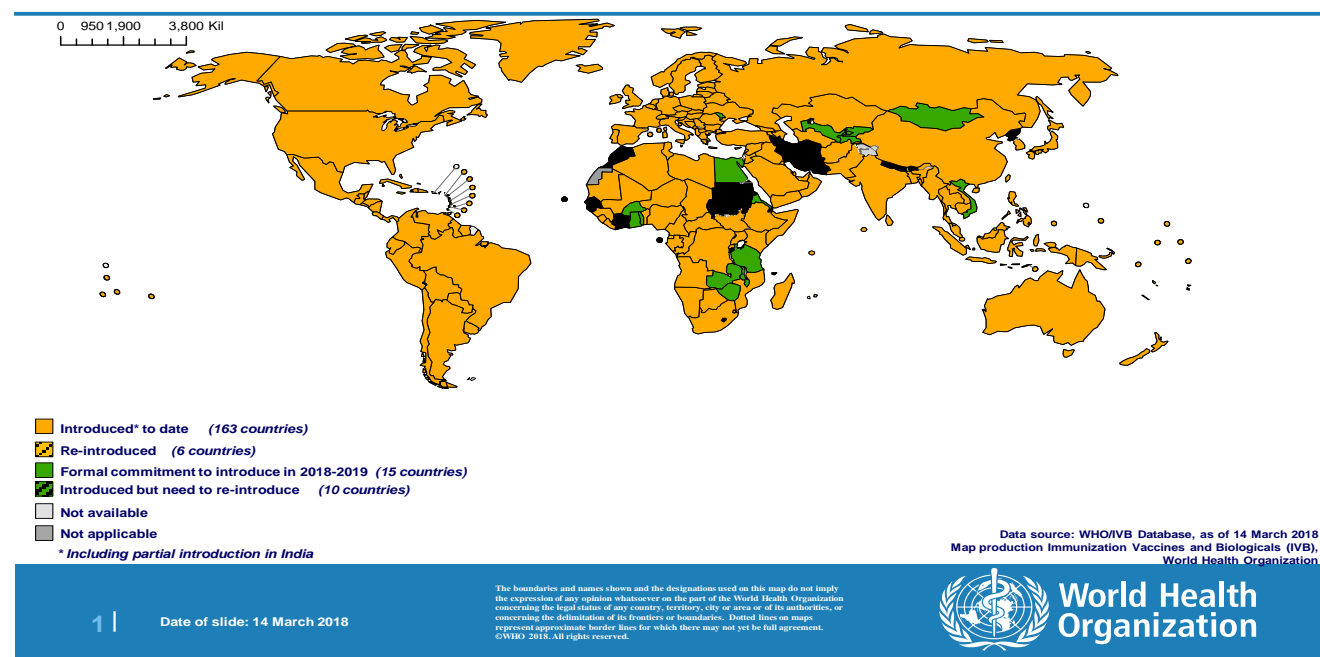 0 950 1,900 3,800 Kil
Introduced* to date (163 countries)
Re-introduced (6 countries)
Formal commitment to introduce in 2018-2019 (15 countries)
Introduced but need to re-introduce (10 countries)
Not available
Not applicable
* Including partial introduction in India
Data source: WHO/IVB Database, as of 14 March 2018
Map production Immunization Vaccines and Biologicals (IVB),
World Health Organization
1 |
Date of slide: 14 March 2018
The boundaries and names shown and the designations used on this map do not imply
the expression of any opinion whatsoever on the part of the World Health Organization
concerning the legal status of any country, territory, city or area or of its authorities, or
concerning the delimitation of its frontiers or boundaries. Dotted lines on maps
represent approximate border lines for which there may not yet be full agreement.
©WHO 2018. All rights reserved.
World Health
Organization